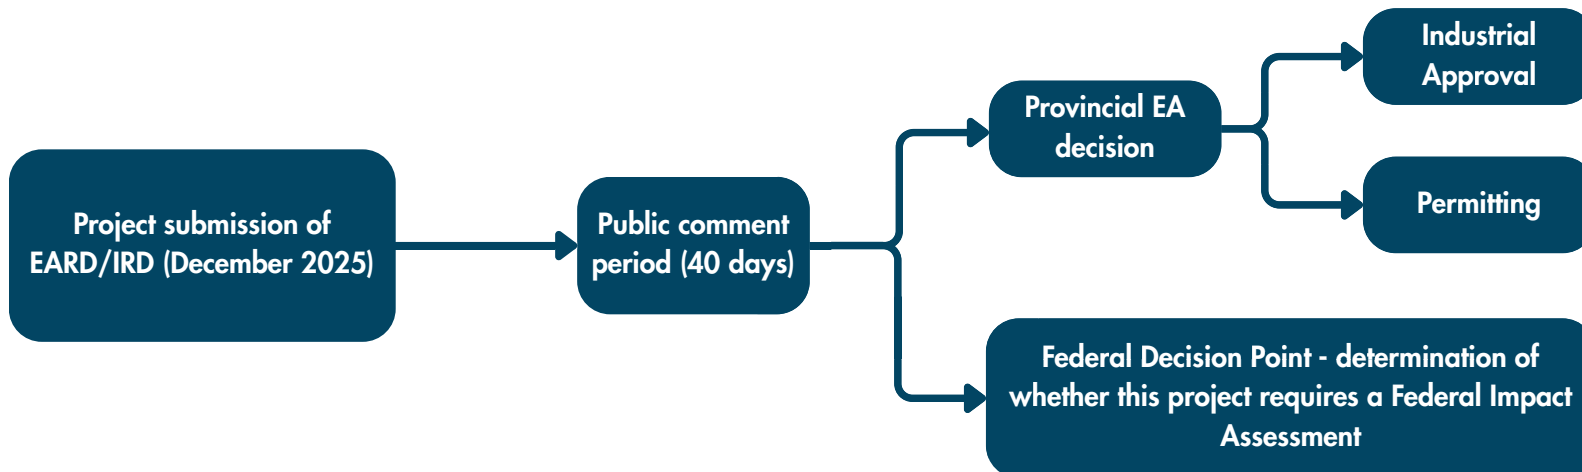 Project submission of
EARD/IRD (December 2025)
Public comment
period (40 days)
Provincial EA
decision
Industrial
Approval
Permitting
Federal Decision Point - determination of
whether this project requires a Federal Impact
Assessment